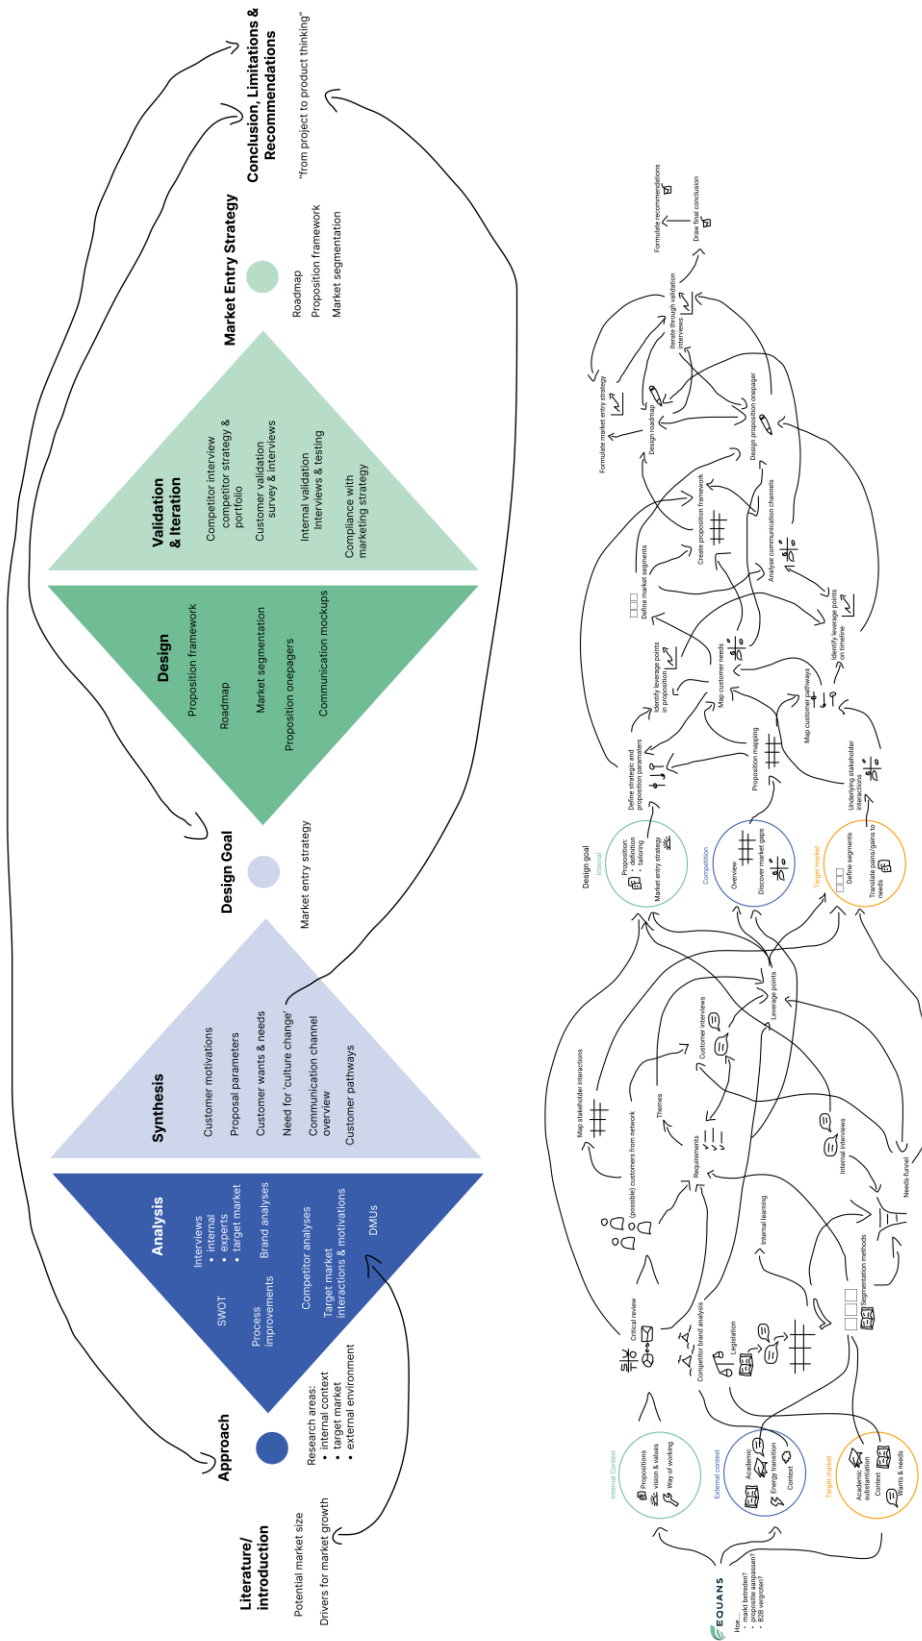 Literature/
introduction
Potential market size
Drivers for market growth
Approach
Research areas:
• internal context
• target market
• external environment
Analysis
Interviews
• internal
• experts
• target market
SWOT
Brand analyses
Process
improvements
Competitor analyses
Target market
interactions & motivations
DMUs
Synthesis
Customer motivations
Proposal parameters
Customer wants & needs
Need for 'culture change'
Communication channel
overview
Customer pathways
Design Goal
Market entry strategy
Design
Proposition framework
Roadmap
Market segmentation
Proposition onepagers
Communication mockups
Validation
& Iteration
Competitor interview
competitor strategy &
portfolio
Customer validation
survey & interviews
Internal validation
Interviews & testing
Compliance with
marketing strategy
Market Entry Strategy
Roadmap
Proposition framework
Market segmentation
Conclusion, Limitations &
Recommendations
"from project to product thinking"
EQUANS
Hoe....
• markt betreden?
• propositie aanpassen?
• B2B vergroten?
Internal Context
Propositions
vision & values
Way of working
External context
Academic
Energy transition
Context
Target market
Academic
substantiation
Context
Wants & needs
Critical review
Competitor brand analysis
Legislation
Segmentation methods
Internal learning
(possible) customers from network
Map stakeholder interactions
Requirements
Themes
Customer interviews
Internal interviews
Needs-funnel
Leverage points
Design goal
Internal
Proposition:
• definition
• tailoring
Market entry strategy
Competition
Overview
Discover market gaps
Target market
Define segments
Translate pains/gains to
needs
Define strategic and
proposition paramaters
Proposition mapping
Underlying stakeholder
interactions
Identify leverage points
in proposition
Map customer needs
Map customer pathways
Define market segments
Identify leverage points
on timeline
Create proposition framework
Analyse communication channels
Formulate market entry strategy
Design roadmap
Design proposition onepager
Iterate through validation
interviews
Formulate recommendations
Draw final conclusion